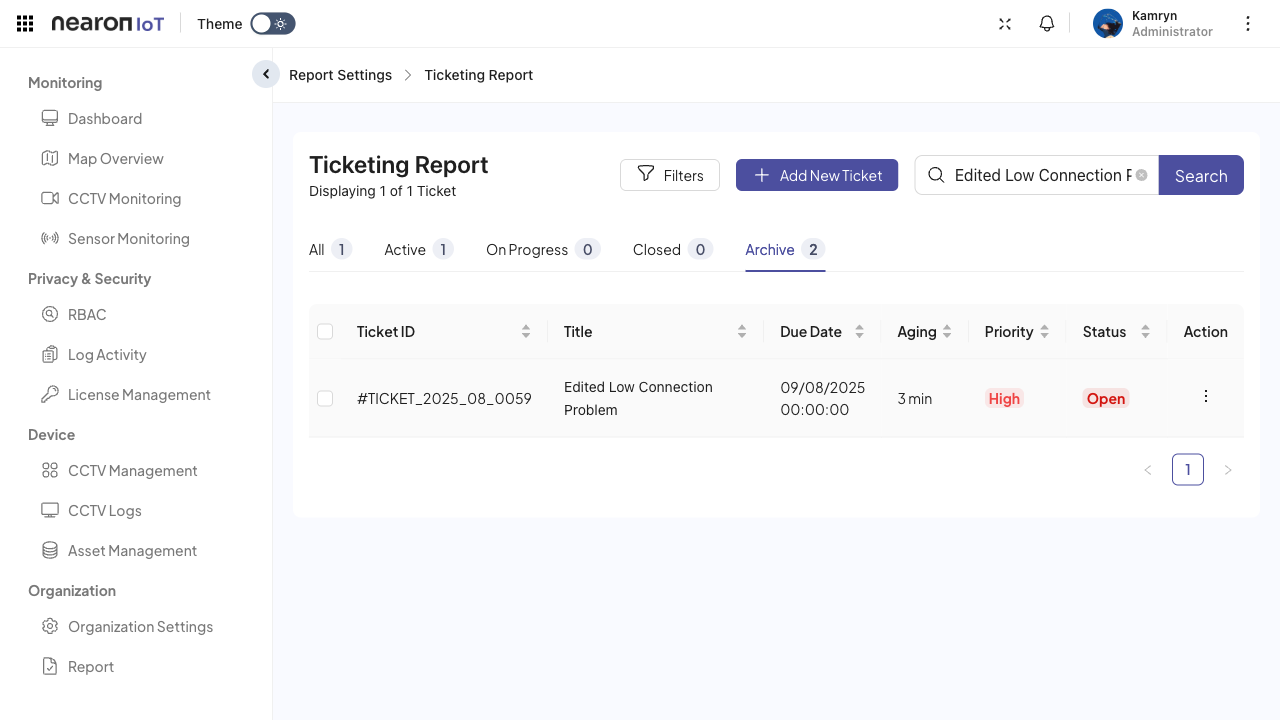 nearon IoT
Theme
Kamryn
Administrator
Monitoring
Dashboard
Map Overview
CCTV Monitoring
Sensor Monitoring
Privacy & Security
RBAC
Log Activity
License Management
Device
CCTV Management
CCTV Logs
Asset Management
Organization
Organization Settings
Report
Report Settings > Ticketing Report
Ticketing Report
Displaying 1 of 1 Ticket
Filters
Add New Ticket
Edited Low Connection P
Search
All 1 Active 1 On Progress 0 Closed 0 Archive 2
Ticket ID Title Due Date Aging Priority Status Action
#TICKET_2025_08_0059
Edited Low Connection
Problem
09/08/2025
00:00:00
3 min
High
Open
1